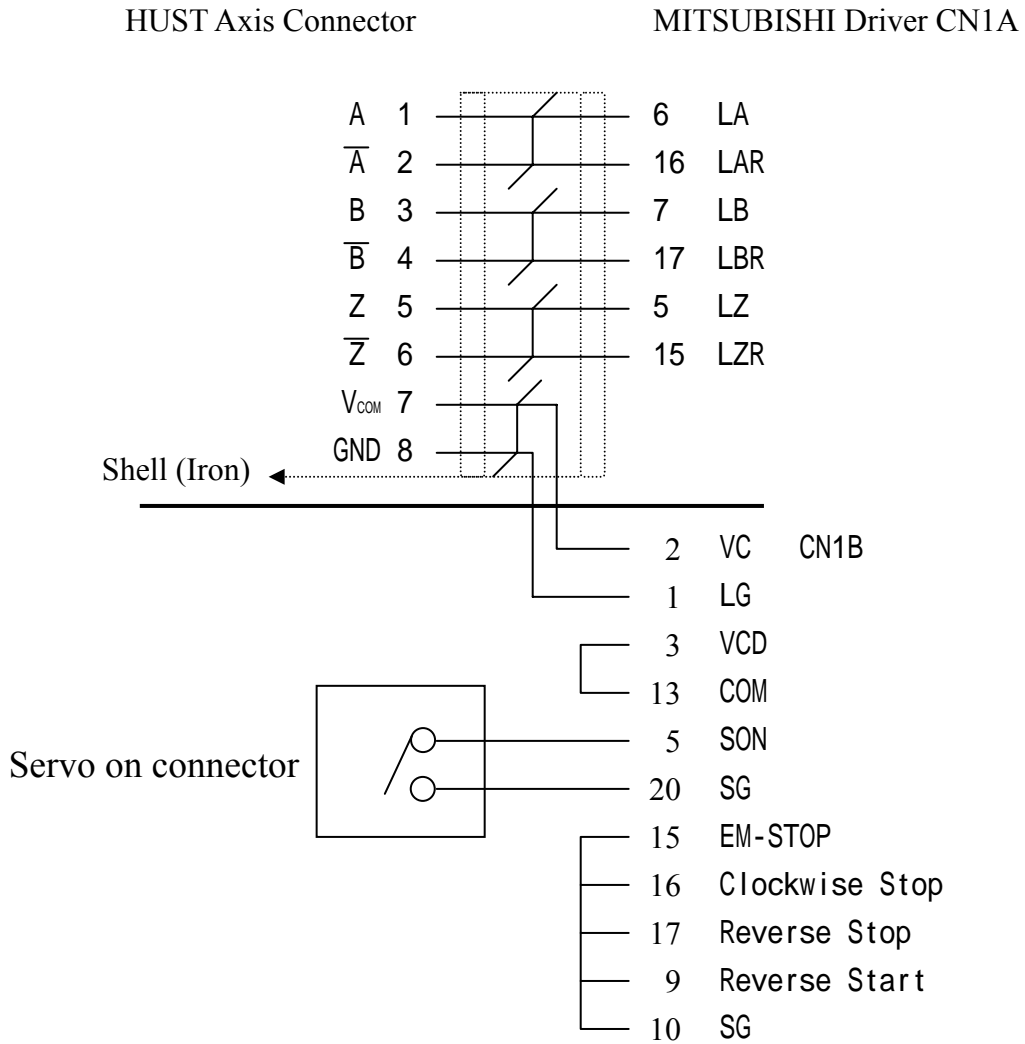 HUST Axis Connector MITSUBISHI Driver CN1A
A 1 6 LA
A̅ 2 16 LAR
B 3 7 LB
B̅ 4 17 LBR
Z 5 5 LZ
Z̅ 6 15 LZR
VCOM 7
GND 8
Shell (Iron)
2 VC CN1B
1 LG
3 VCD
13 COM
5 SON
Servo on connector
20 SG
15 EM-STOP
16 Clockwise Stop
17 Reverse Stop
9 Reverse Start
10 SG